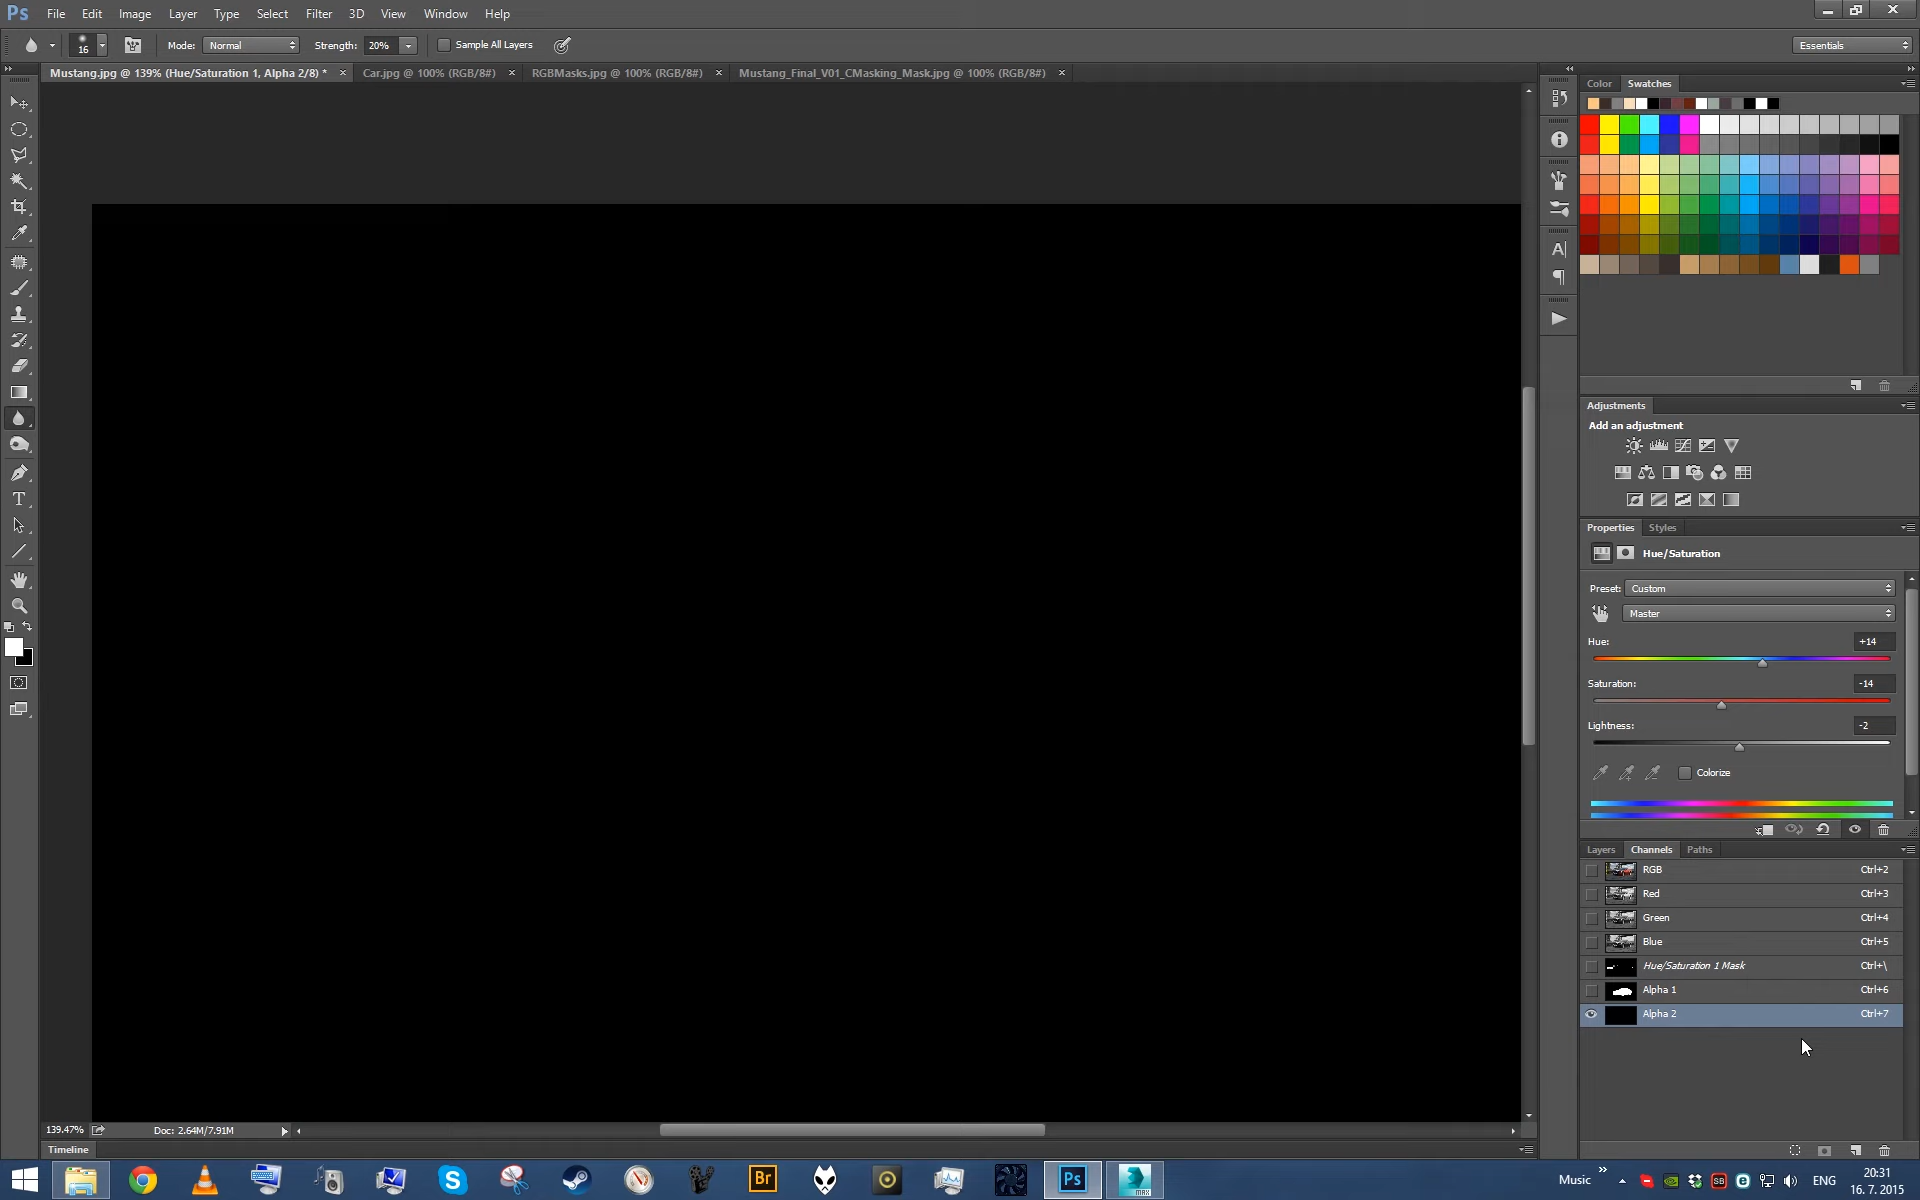 Ps File Edit Image Layer Type Select Filter 3D View Window Help
16 Mode: Normal Strength: 20% Sample All Layers Essentials
Mustang.jpg @ 139% (Hue/Saturation 1, Alpha 2/8) * Car.jpg @ 100% (RGB/8#) RGBMasks.jpg @ 100% (RGB/8#) Mustang_Final_V01_CMasking_Mask.jpg @ 100% (RGB/8#)
Color Swatches
Adjustments
Add an adjustment
Properties Styles
Hue/Saturation
Preset: Custom
Master
Hue: +14
Saturation: -14
Lightness: -2
Colorize
Layers Channels Paths
RGB Ctrl+2
Red Ctrl+3
Green Ctrl+4
Blue Ctrl+5
Hue/Saturation 1 Mask Ctrl+\
Alpha 1 Ctrl+6
Alpha 2 Ctrl+7
139.47% Doc: 2.64M/7.91M
Timeline
Br Ps MAX Music SB ENG 20:31
16. 7. 2015